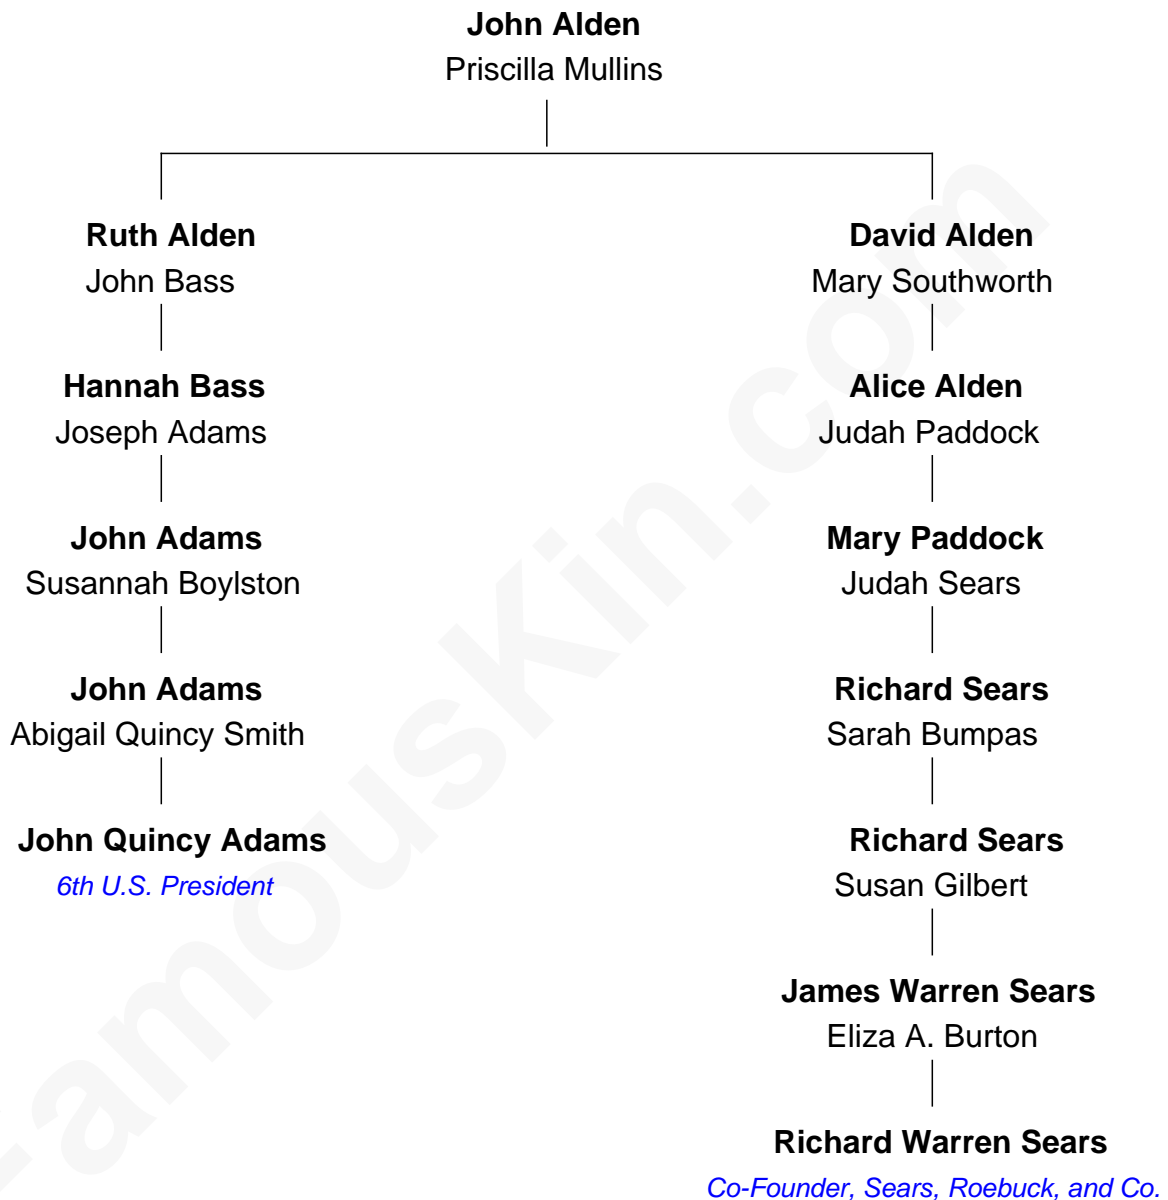 John Alden
Priscilla Mullins
Ruth Alden
John Bass
Hannah Bass
Joseph Adams
John Adams
Susannah Boylston
John Adams
Abigail Quincy Smith
John Quincy Adams
6th U.S. President
David Alden
Mary Southworth
Alice Alden
Judah Paddock
Mary Paddock
Judah Sears
Richard Sears
Sarah Bumpas
Richard Sears
Susan Gilbert
James Warren Sears
Eliza A. Burton
Richard Warren Sears
Co-Founder, Sears, Roebuck, and Co.
FamousKin.com